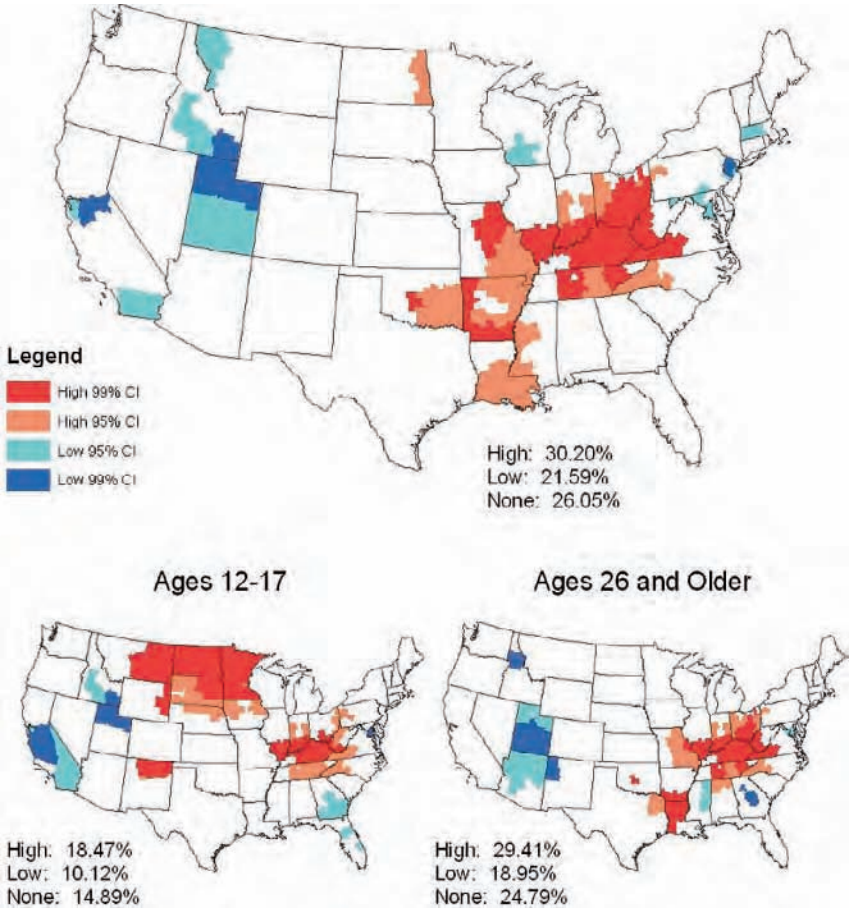 Legend
High 99% CI
High 95% CI
Low 95% CI
Low 99% CI
High: 30.20%
Low: 21.59%
None: 26.05%
Ages 12-17
Ages 26 and Older
High: 18.47%
Low: 10.12%
None: 14.89%
High: 29.41%
Low: 18.95%
None: 24.79%